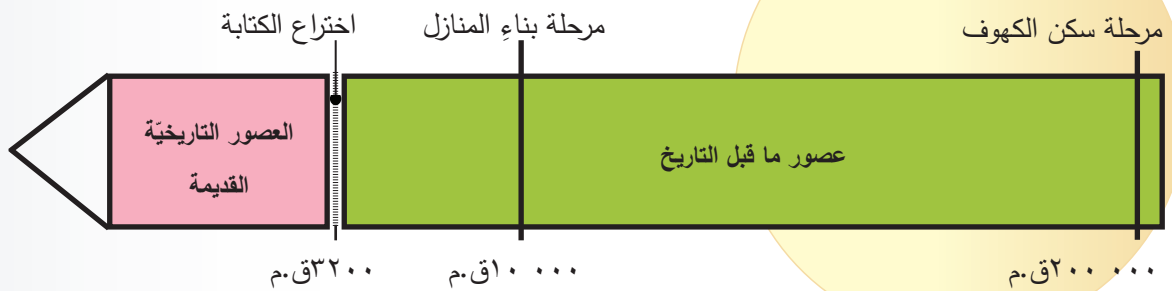 مرحلة سكن الكهوف
مرحلة بناءِ المنازل
اختراع الكتابة
عصور ما قبل التاريخ
العصور التاريخيّة
القديمة
٢٠٠ ٠٠٠ق.م
١٠ ٠٠٠ق.م
٣٢٠٠ق.م